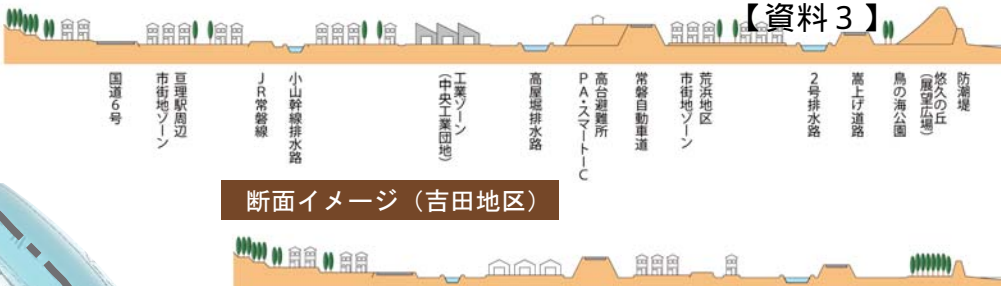 【資料３】
国道6号
亘理駅周辺
市街地ゾーン
ＪＲ常磐線
小山幹線排水路
工業ゾーン
(中央工業団地)
高屋堀排水路
高台避難所
ＰＡ・スマートＩＣ
常磐自動車道
荒浜地区
市街地ゾーン
2号排水路
嵩上げ道路
鳥の海公園
悠久の丘
(展望広場)
防潮堤
断面イメージ（吉田地区）